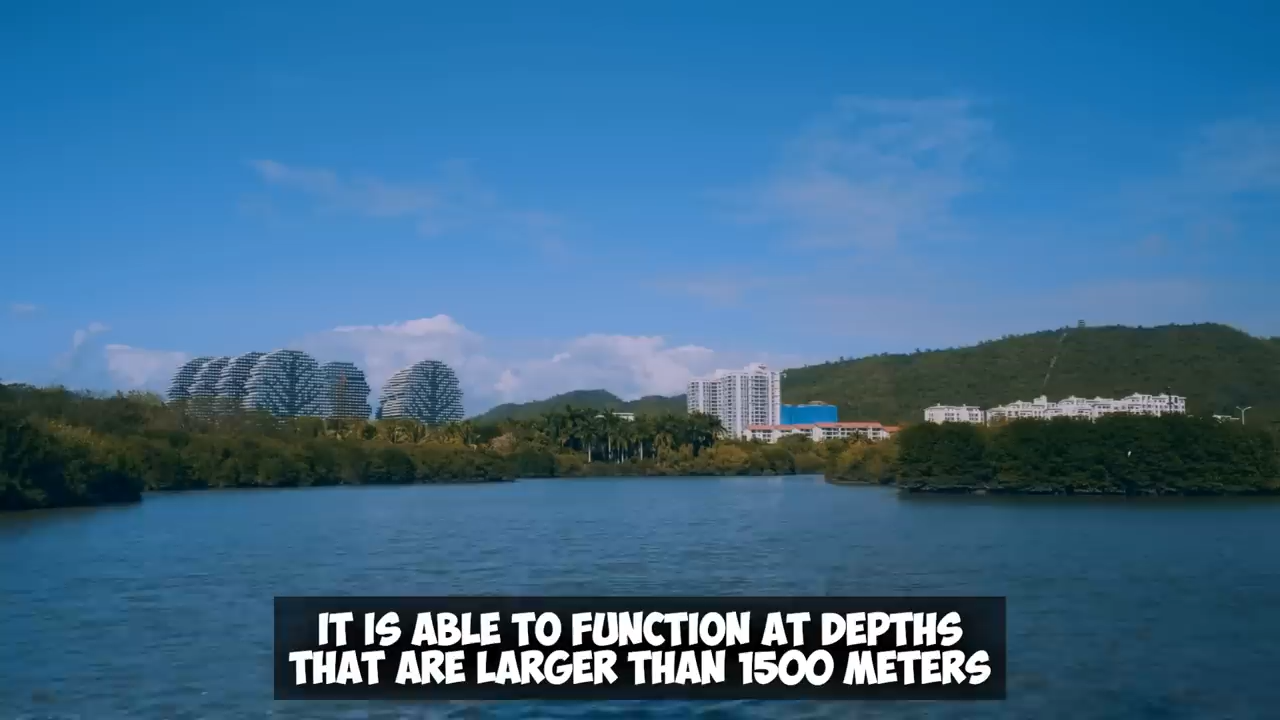 IT IS ABLE TO FUNCTION AT DEPTHS
THAT ARE LARGER THAN 1500 METERS